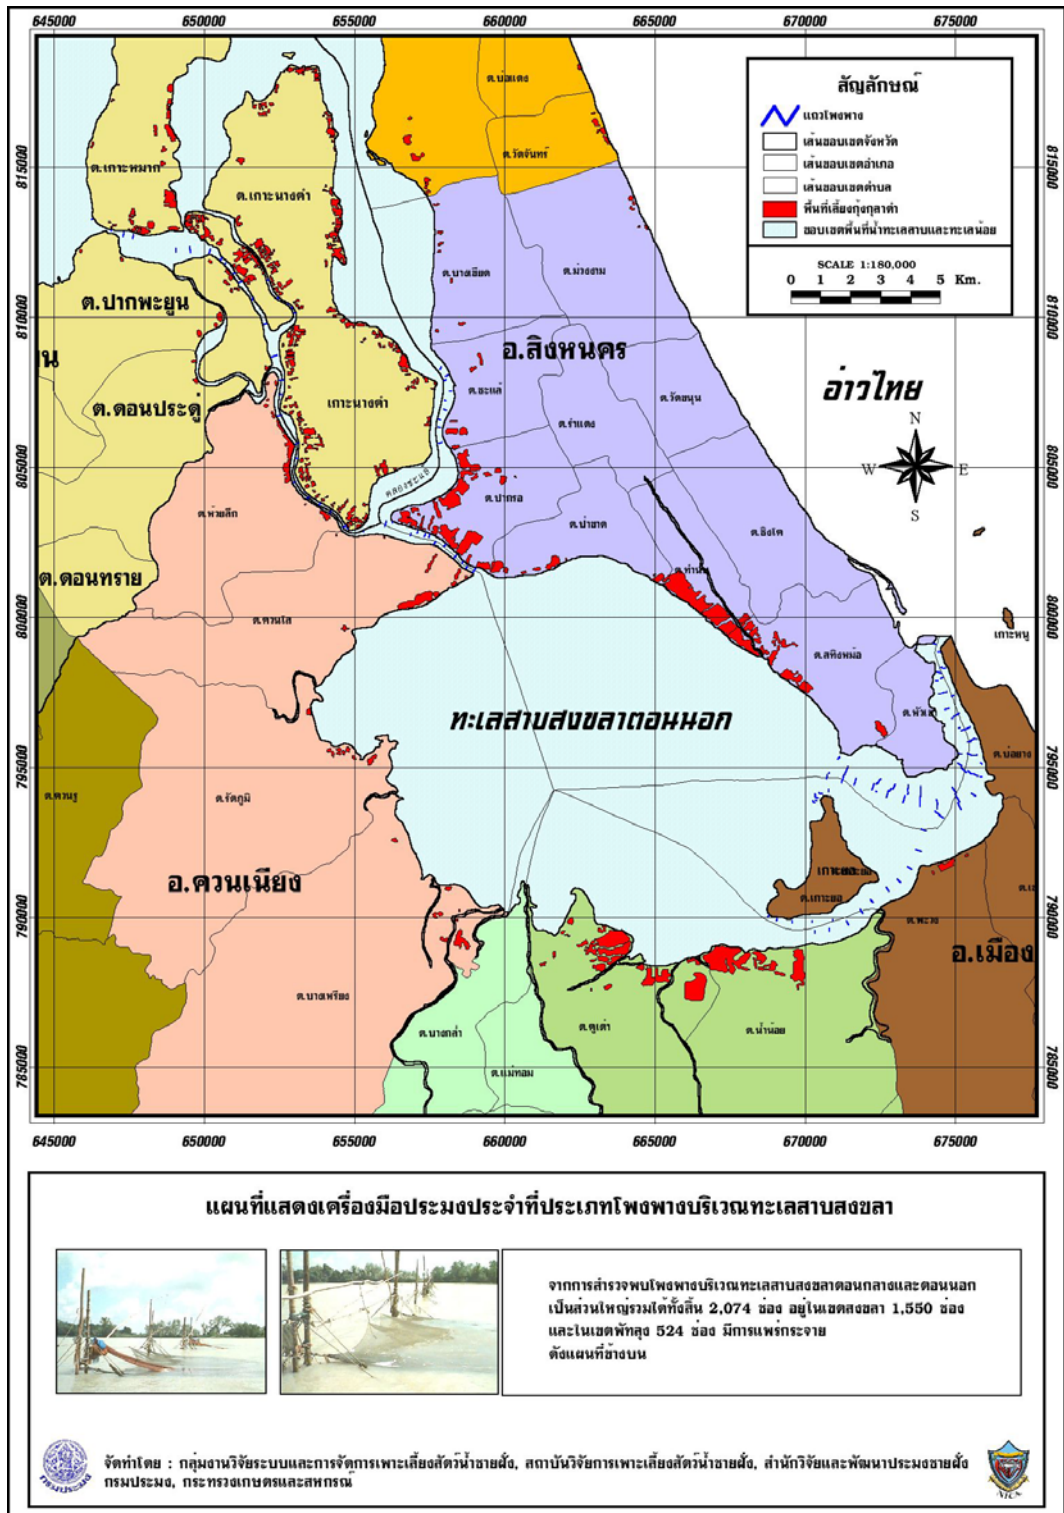 645000 650000 655000 660000 665000 670000 675000
815000
810000
805000
800000
795000
790000
785000
815000
810000
805000
800000
795000
790000
785000
สัญลักษณ์
แถวโพงพาง
เส้นขอบเขตจังหวัด
เส้นขอบเขตอำเภอ
เส้นขอบเขตตำบล
พื้นที่เลี้ยงกุ้งกุลาดำ
ขอบเขตพื้นที่น้ำทะเลสาบและทะเลน้อย
SCALE 1:180,000
0 1 2 3 4 5 Km.
ต.บ่อแดง
ต.วัดจันทร์
ต.เกาะหมาก
ต.เกาะนางคำ
ต.บางเขียด
ต.ม่วงงาม
ต.ปากพะยูน
อ.สิงหนคร
อ่าวไทย
ต.ชะแล้
ต.วัดขนุน
ต.ดอนประดู่
เกาะนางคำ
ต.รำแดง
N
W E
S
ต.ปากรอ
ต.ห้วยลึก
ต.ป่าขาด
ต.ชิงโค
ต.ดอนทราย
ต.ควนโส
เกาะหนู
ต.สทิงหม้อ
ทะเลสาบสงขลาตอนนอก
ต.หัวเขา
ต.บ่อยาง
ต.ควนรู
ต.รัตภูมิ
อ.ควนเนียง
ต.เกาะยอ
ต.พะวง
อ.เมือง
ต.บางเหรียง
ต.บางกล่ำ
ต.คูเต่า
ต.น้ำน้อย
ต.แม่ทอม
645000 650000 655000 660000 665000 670000 675000
แผนที่แสดงเครื่องมือประมงประจำที่ประเภทโพงพางบริเวณทะเลสาบสงขลา
จากการสำรวจพบโพงพางบริเวณทะเลสาบสงขลาตอนกลางและตอนนอก
เป็นส่วนใหญ่รวมได้ทั้งสิ้น 2,074 ช่อง อยู่ในเขตสงขลา 1,550 ช่อง
และในเขตพัทลุง 524 ช่อง มีการแพร่กระจาย
ดังแผนที่ข้างบน
จัดทำโดย : กลุ่มงานวิจัยระบบและการจัดการเพาะเลี้ยงสัตว์น้ำชายฝั่ง, สถาบันวิจัยการเพาะเลี้ยงสัตว์น้ำชายฝั่ง, สำนักวิจัยและพัฒนาประมงชายฝั่ง
กรมประมง, กระทรวงเกษตรและสหกรณ์
กรมประมง